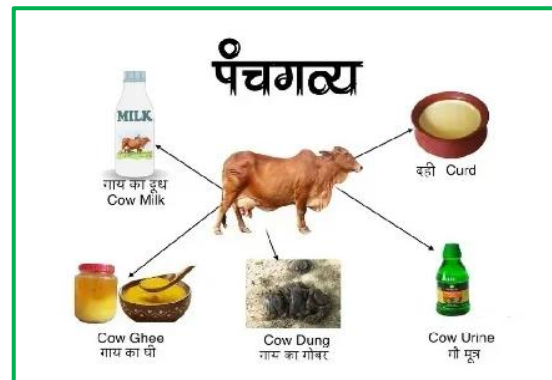 पंचगव्य
MILK
गाय का दूध
Cow Milk
दही Curd
Cow Ghee
गाय का घी
Cow Dung
गाय का गोबर
Cow Urine
गौ मूत्र